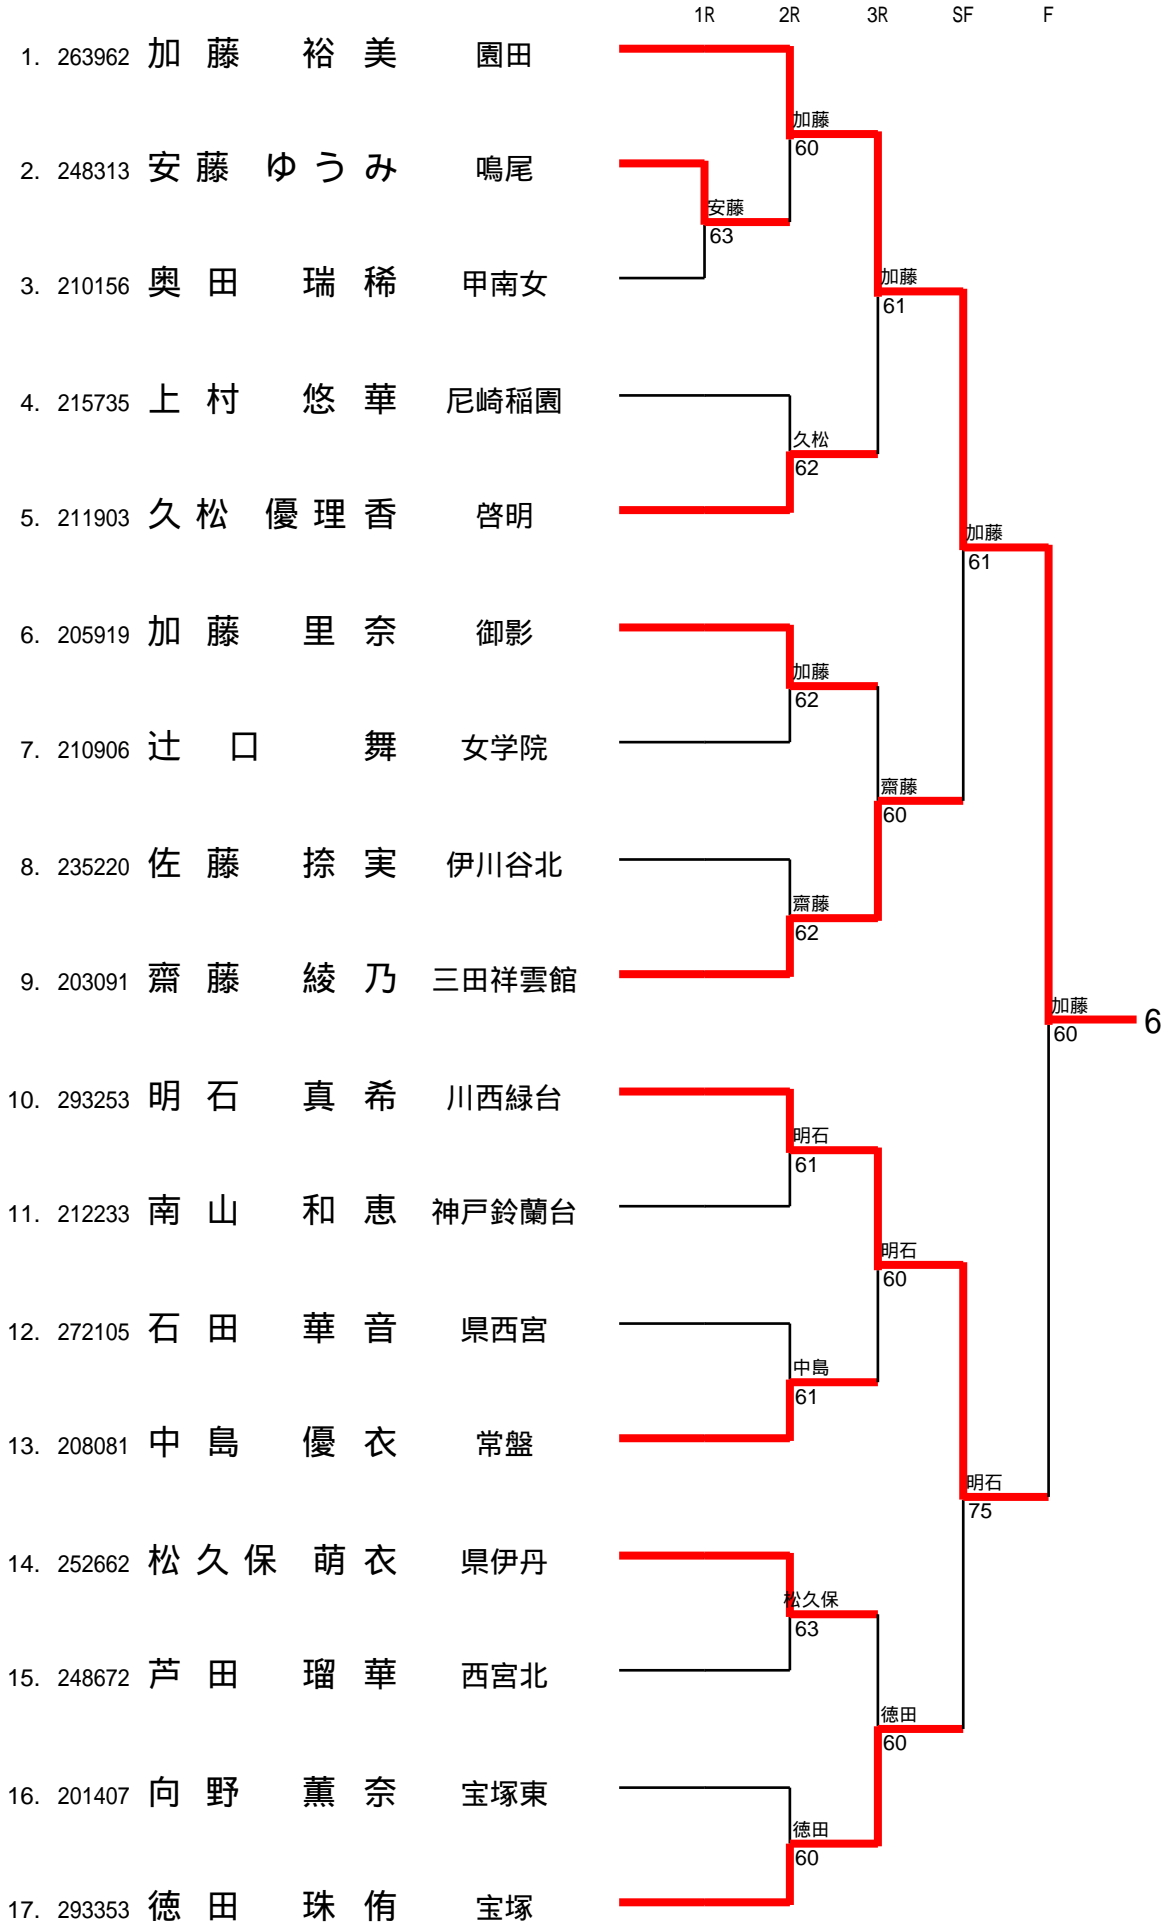 1R 2R 3R SF F
1. 263962 加藤 裕美 園田
加藤
60
2. 248313 安藤 ゆうみ 鳴尾
安藤
63
3. 210156 奥田 瑞稀 甲南女
加藤
61
4. 215735 上村 悠華 尼崎稲園
久松
62
5. 211903 久松 優理香 啓明
加藤
61
6. 205919 加藤 里奈 御影
加藤
62
7. 210906 辻口 舞 女学院
齋藤
60
8. 235220 佐藤 捺実 伊川谷北
齋藤
62
9. 203091 齋藤 綾乃 三田祥雲館
加藤
60
6
10. 293253 明石 真希 川西緑台
明石
61
11. 212233 南山 和恵 神戸鈴蘭台
明石
60
12. 272105 石田 華音 県西宮
中島
61
13. 208081 中島 優衣 常盤
明石
75
14. 252662 松久保 萌衣 県伊丹
松久保
63
15. 248672 芦田 瑠華 西宮北
徳田
60
16. 201407 向野 薫奈 宝塚東
徳田
60
17. 293353 徳田 珠侑 宝塚